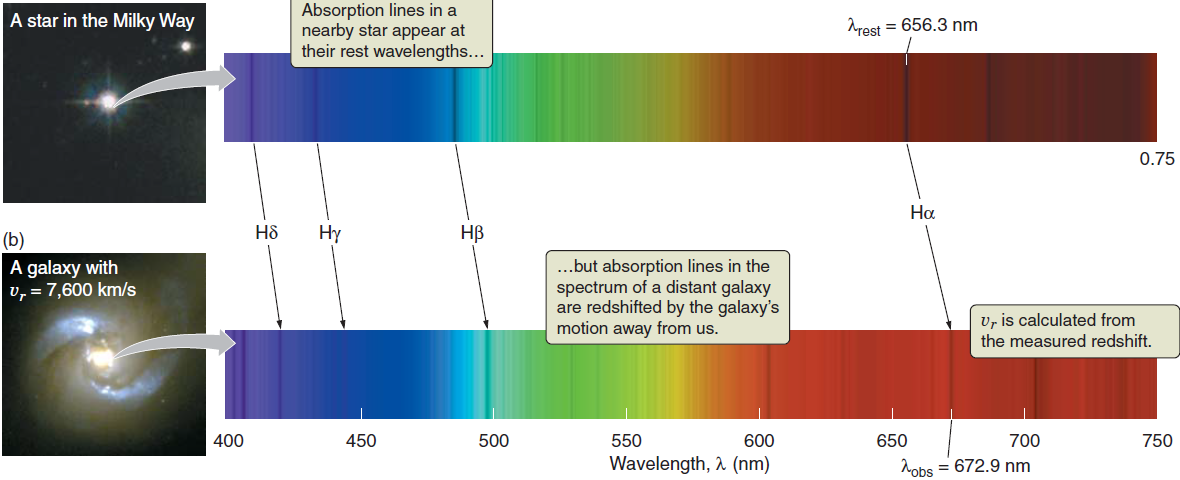 A star in the Milky Way
Absorption lines in a
nearby star appear at
their rest wavelengths…
λrest = 656.3 nm
0.75
Hδ
Hγ
Hβ
Hα
(b)
A galaxy with
vr = 7,600 km/s
…but absorption lines in the
spectrum of a distant galaxy
are redshifted by the galaxy’s
motion away from us.
vr is calculated from
the measured redshift.
400
450
500
550
600
650
700
750
Wavelength, λ (nm)
λobs = 672.9 nm